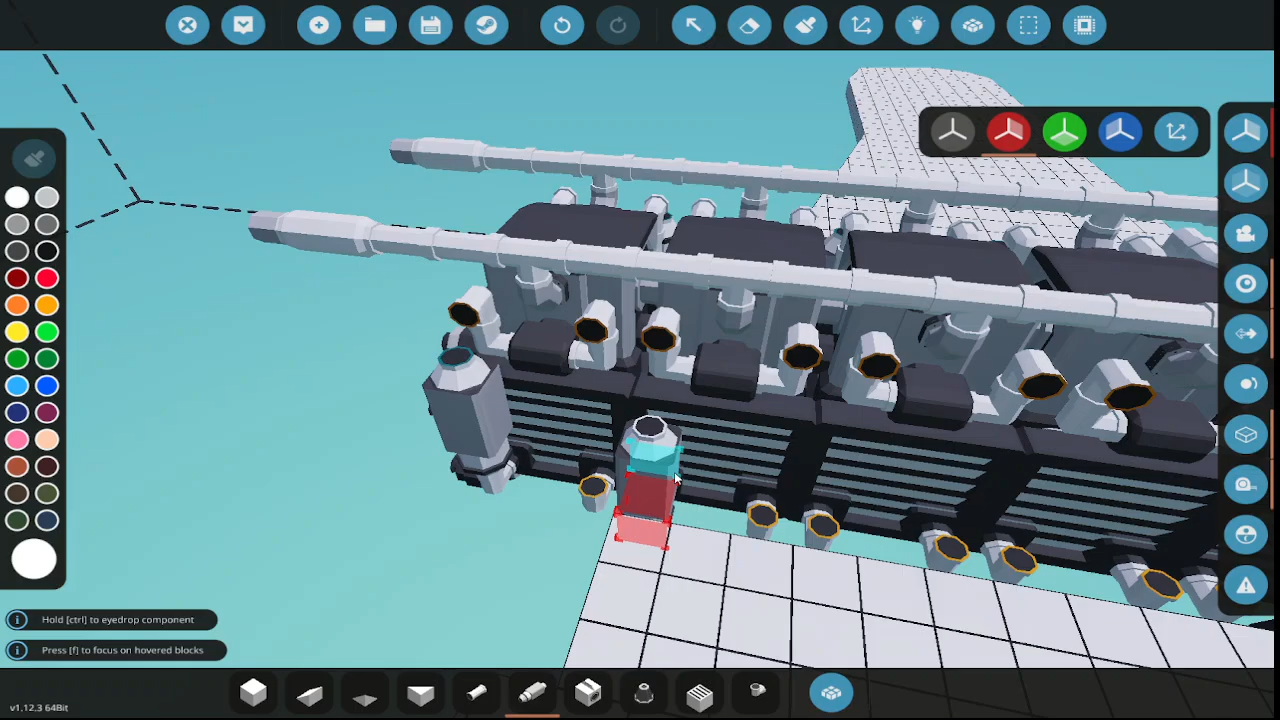 Hold [ctrl] to eyedrop component
Press [f] to focus on hovered blocks
v1.12.3 64Bit